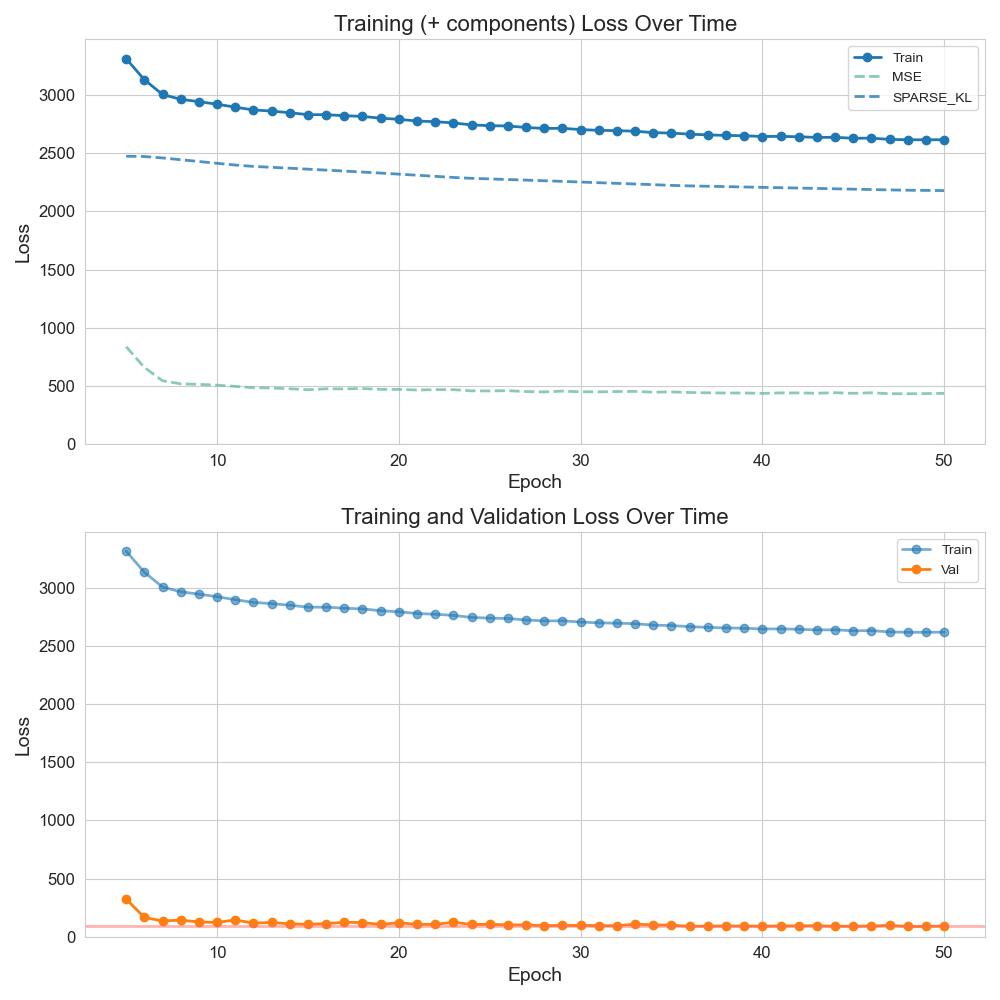 Training (+ components) Loss Over Time
Train
MSE
SPARSE_KL
Loss
3000
2500
2000
1500
1000
500
0
10 20 30 40 50
Epoch
Training and Validation Loss Over Time
Train
Val
Loss
3000
2500
2000
1500
1000
500
0
10 20 30 40 50
Epoch